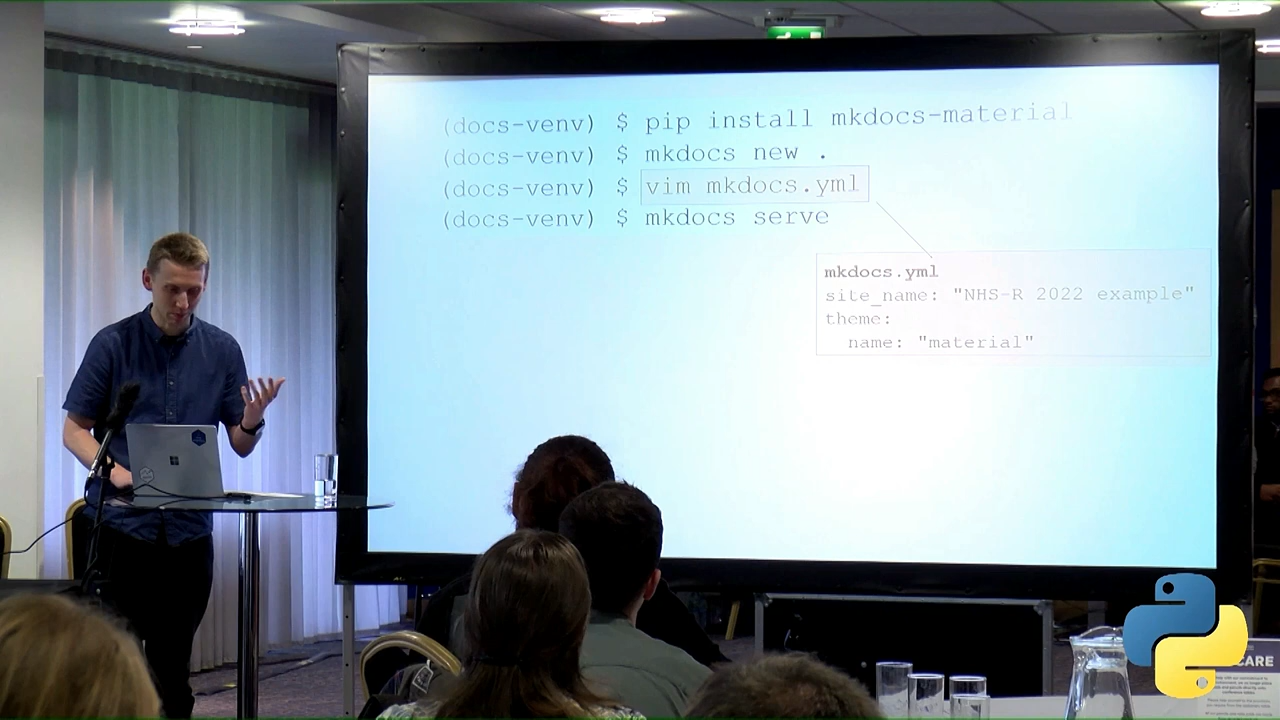 (docs-venv) $ pip install mkdocs-material
(docs-venv) $ mkdocs new .
(docs-venv) $ vim mkdocs.yml
(docs-venv) $ mkdocs serve
mkdocs.yml
site_name: "NHS-R 2022 example"
theme:
name: "material"
CARE